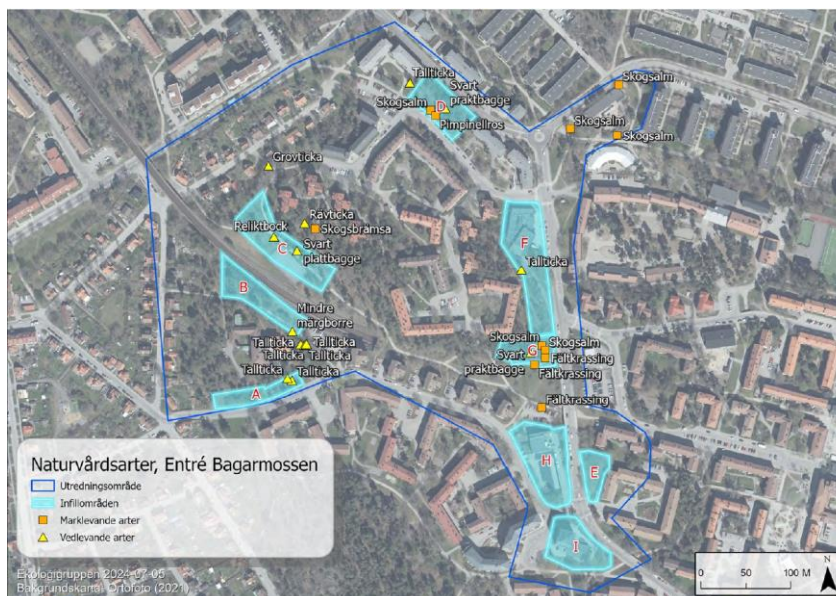 Skogsalm
Tallticka
Svart
praktbagge
D
Skogsalm
Pimpinellros
Skogsalm
Skogsalm
Grovticka
Reliktbock
Rävticka
Skogsbrämsa
C
Svart
plattbagge
F
Tallticka
B
Mindre
märgborre
Tallticka
Tallticka
Tallticka
Tallticka
Tallticka
Tallticka
A
Skogsalm
Skogsalm
G
Svart
praktbagge
Fältkrassing
Fältkrassing
Fältkrassing
H
E
I
Naturvårdsarter, Entré Bagarmossen
Utredningsområde
Infillområden
Marklevande arter
Vedlevande arter
Ekologigruppen 2024-07-05
Bakgrundskarta: Ortofoto (2021)
0 50 100 M
N